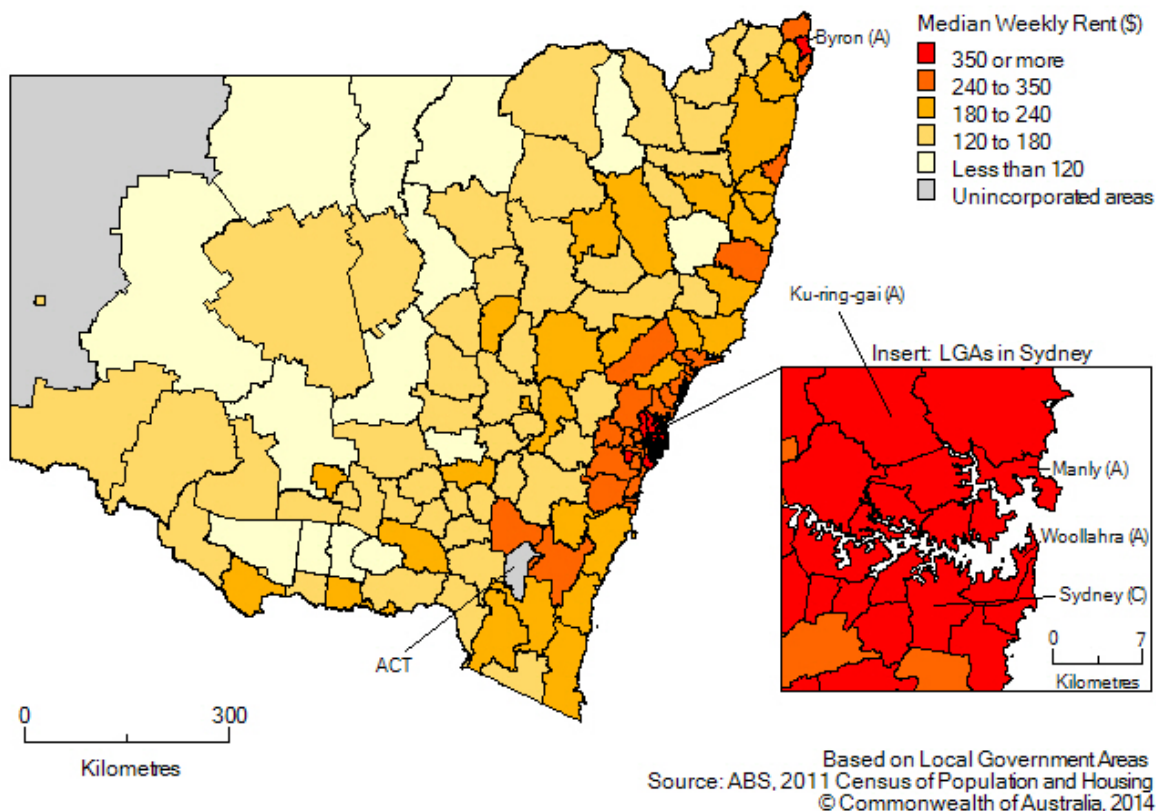 Byron (A)
Median Weekly Rent ($)
350 or more
240 to 350
180 to 240
120 to 180
Less than 120
Unincorporated areas
Ku-ring-gai (A)
Insert: LGAs in Sydney
Manly (A)
Woollahra (A)
Sydney (C)
0 7
Kilometres
ACT
0 300
Kilometres
Based on Local Government Areas
Source: ABS, 2011 Census of Population and Housing
© Commonwealth of Australia, 2014